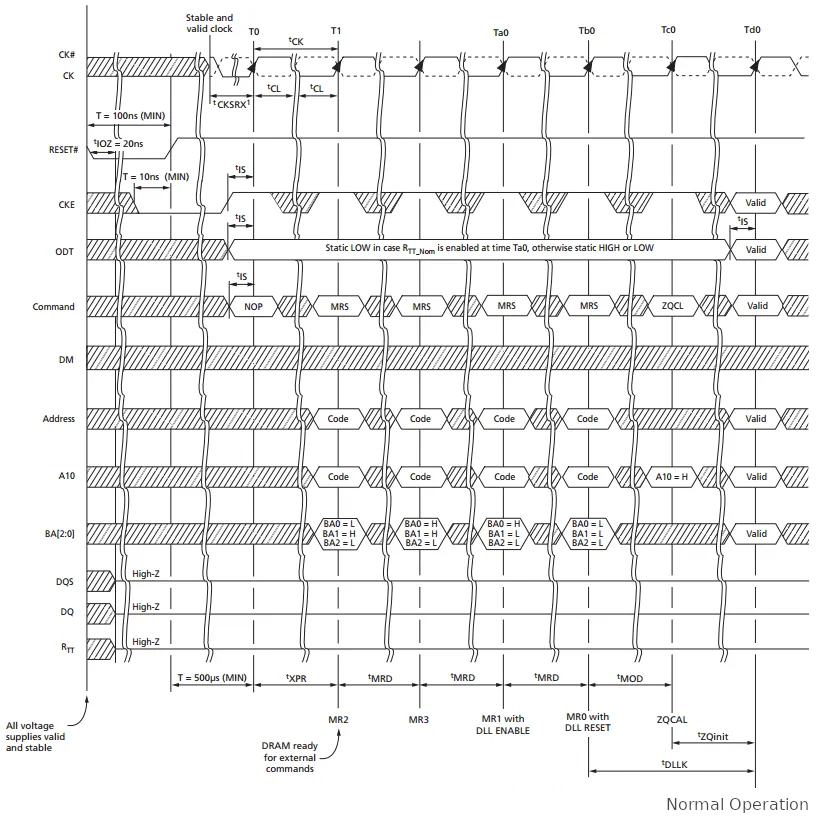 Stable and
valid clock
T0
T1
Ta0
Tb0
Tc0
Td0
tCK
CK#
CK
tCKSRX1
tCL
tCL
T = 100ns (MIN)
tIOZ = 20ns
RESET#
T = 10ns (MIN)
tIS
CKE
Valid
tIS
tIS
ODT
Static LOW in case RTT_Nom is enabled at time Ta0, otherwise static HIGH or LOW
Valid
tIS
Command
NOP
MRS
MRS
MRS
MRS
ZQCL
Valid
DM
Address
Code
Code
Code
Code
Valid
A10
Code
Code
Code
Code
A10 = H
Valid
BA[2:0]
BA0 = L
BA1 = H
BA2 = L
BA0 = H
BA1 = H
BA2 = L
BA0 = H
BA1 = L
BA2 = L
BA0 = L
BA1 = L
BA2 = L
Valid
DQS
High-Z
DQ
High-Z
RTT
High-Z
T = 500μs (MIN)
tXPR
tMRD
tMRD
tMRD
tMOD
All voltage
supplies valid
and stable
MR2
MR3
MR1 with
DLL ENABLE
MR0 with
DLL RESET
ZQCAL
DRAM ready
for external
commands
tZQinit
tDLLK
Normal Operation